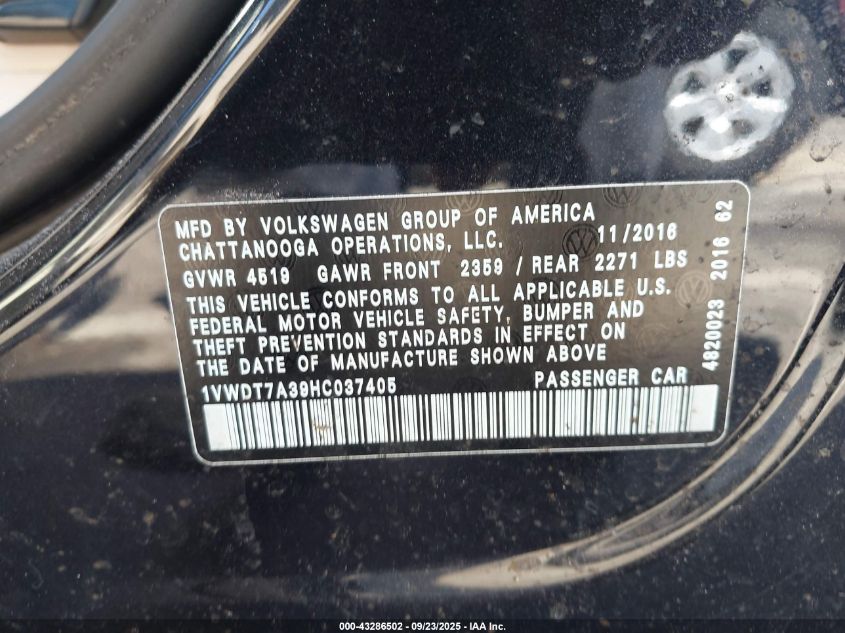 MFD BY VOLKSWAGEN GROUP OF AMERICA
CHATTANOOGA OPERATIONS, LLC. 11/2016
GVWR 4519 GAWR FRONT 2359 / REAR 2271 LBS
THIS VEHICLE CONFORMS TO ALL APPLICABLE U.S.
FEDERAL MOTOR VEHICLE SAFETY, BUMPER AND
THEFT PREVENTION STANDARDS IN EFFECT ON
THE DATE OF MANUFACTURE SHOWN ABOVE
1VWDT7A39HC037405 PASSENGER CAR
4820023 2016 62
000-43286502 - 09/23/2025 - IAA Inc.